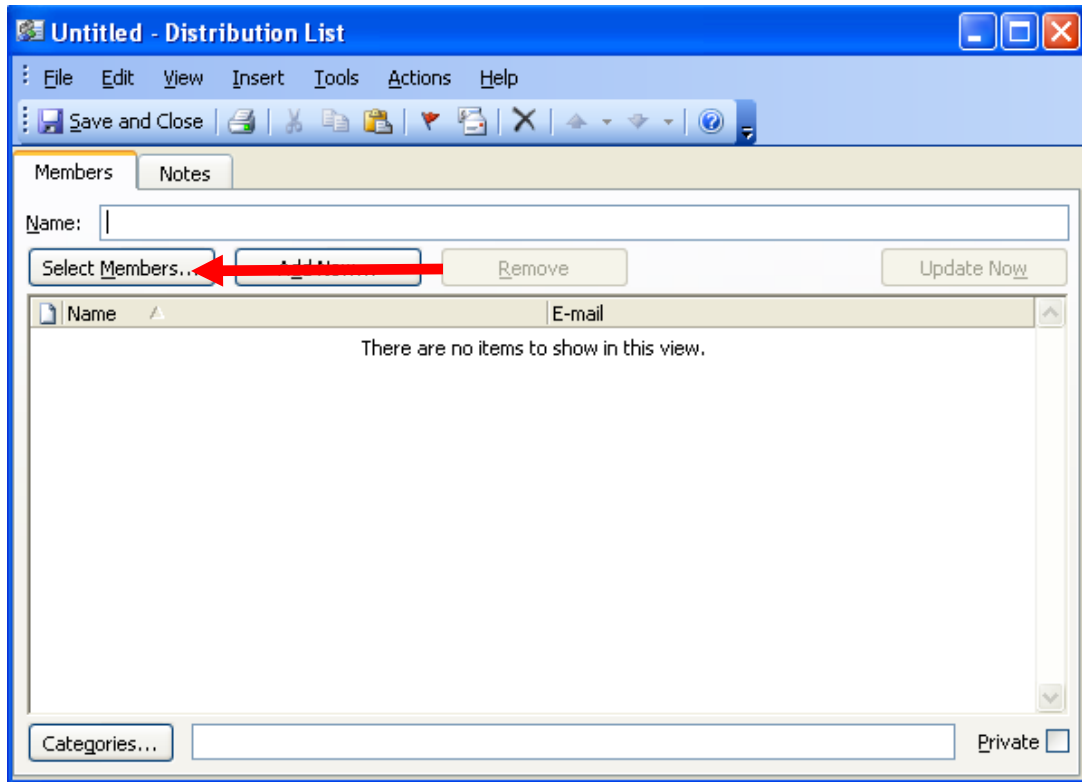 Untitled - Distribution List
File Edit View Insert Tools Actions Help
Save and Close
Members Notes
Name:
Select Members... Remove Update Now
Name E-mail
There are no items to show in this view.
Categories... Private